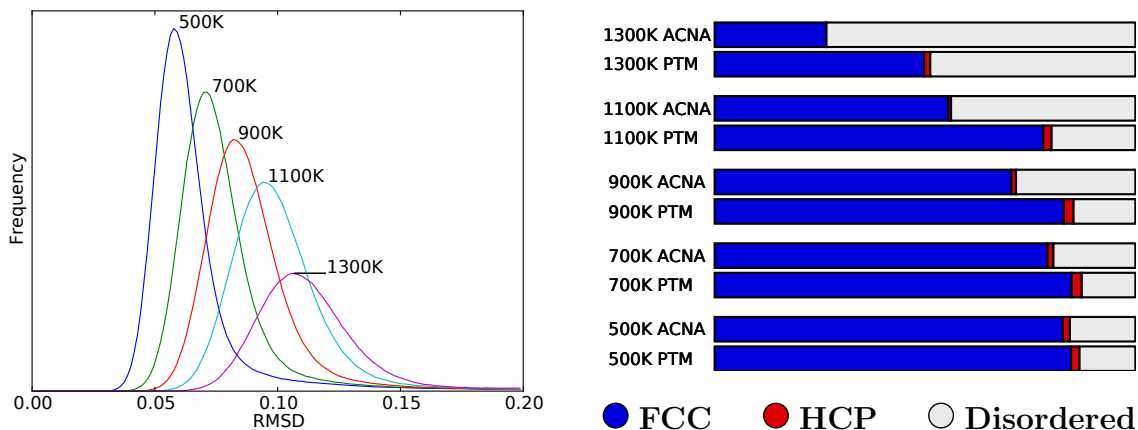 500K
700K
900K
1100K
1300K
Frequency
0.00 0.05 0.10 0.15 0.20
RMSD
1300K ACNA
1300K PTM
1100K ACNA
1100K PTM
900K ACNA
900K PTM
700K ACNA
700K PTM
500K ACNA
500K PTM
FCC HCP Disordered